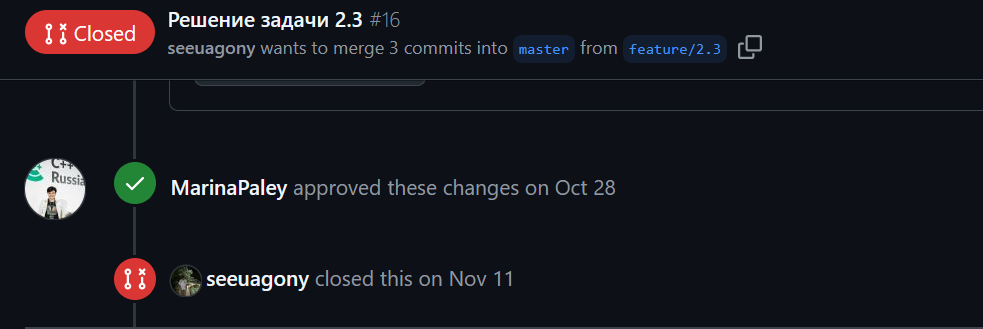 Closed
Решение задачи 2.3 #16
seeuagony wants to merge 3 commits into master from feature/2.3
C++
Russia
MarinaPaley approved these changes on Oct 28
seeuagony closed this on Nov 11